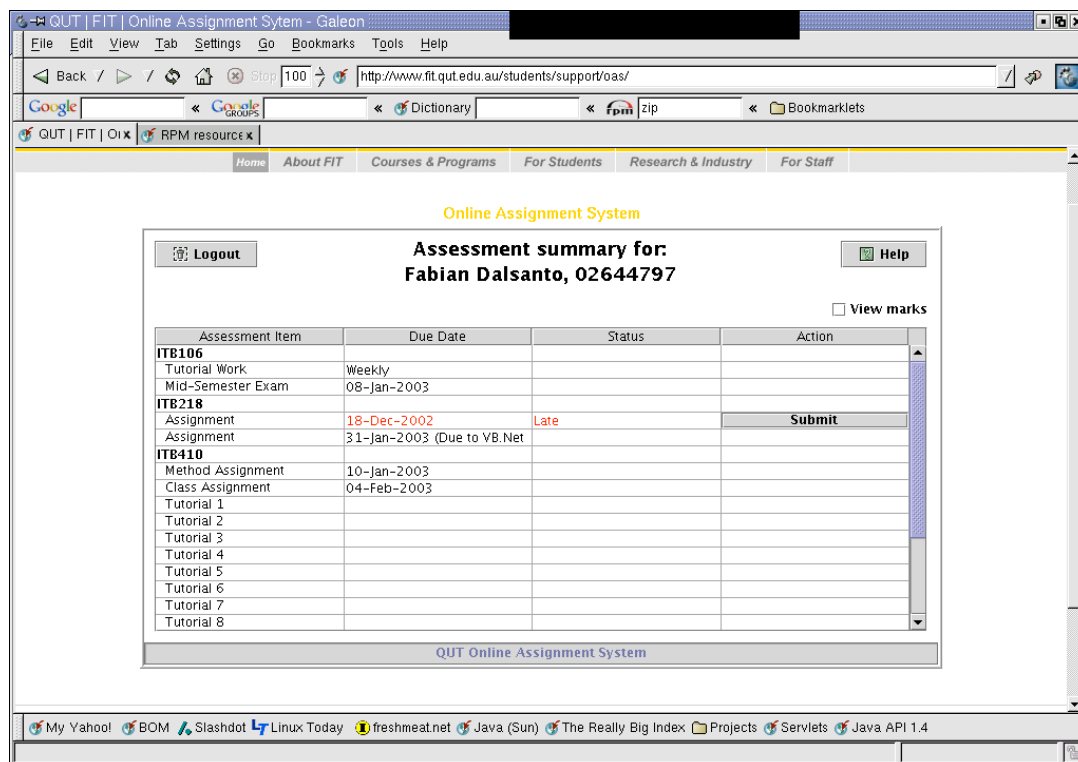 QUT | FIT | Online Assignment Sytem - Galeon
File Edit View Tab Settings Go Bookmarks Tools Help
Back Stop 100 http://www.fit.qut.edu.au/students/support/oas/
Google « Google GROUPS « Dictionary « rpm zip « Bookmarklets
QUT | FIT | Or x RPM resource x
Home About FIT Courses & Programs For Students Research & Industry For Staff
Online Assignment System
Logout
Assessment summary for:
Fabian Dalsanto, 02644797
Help
View marks
Assessment Item Due Date Status Action
ITB106
Tutorial Work Weekly
Mid-Semester Exam 08-Jan-2003
ITB218
Assignment 18-Dec-2002 Late Submit
Assignment 31-Jan-2003 (Due to VB.Net
ITB410
Method Assignment 10-Jan-2003
Class Assignment 04-Feb-2003
Tutorial 1
Tutorial 2
Tutorial 3
Tutorial 4
Tutorial 5
Tutorial 6
Tutorial 7
Tutorial 8
QUT Online Assignment System
My Yahoo! BOM Slashdot LT Linux Today freshmeat.net Java (Sun) The Really Big Index Projects Servlets Java API 1.4